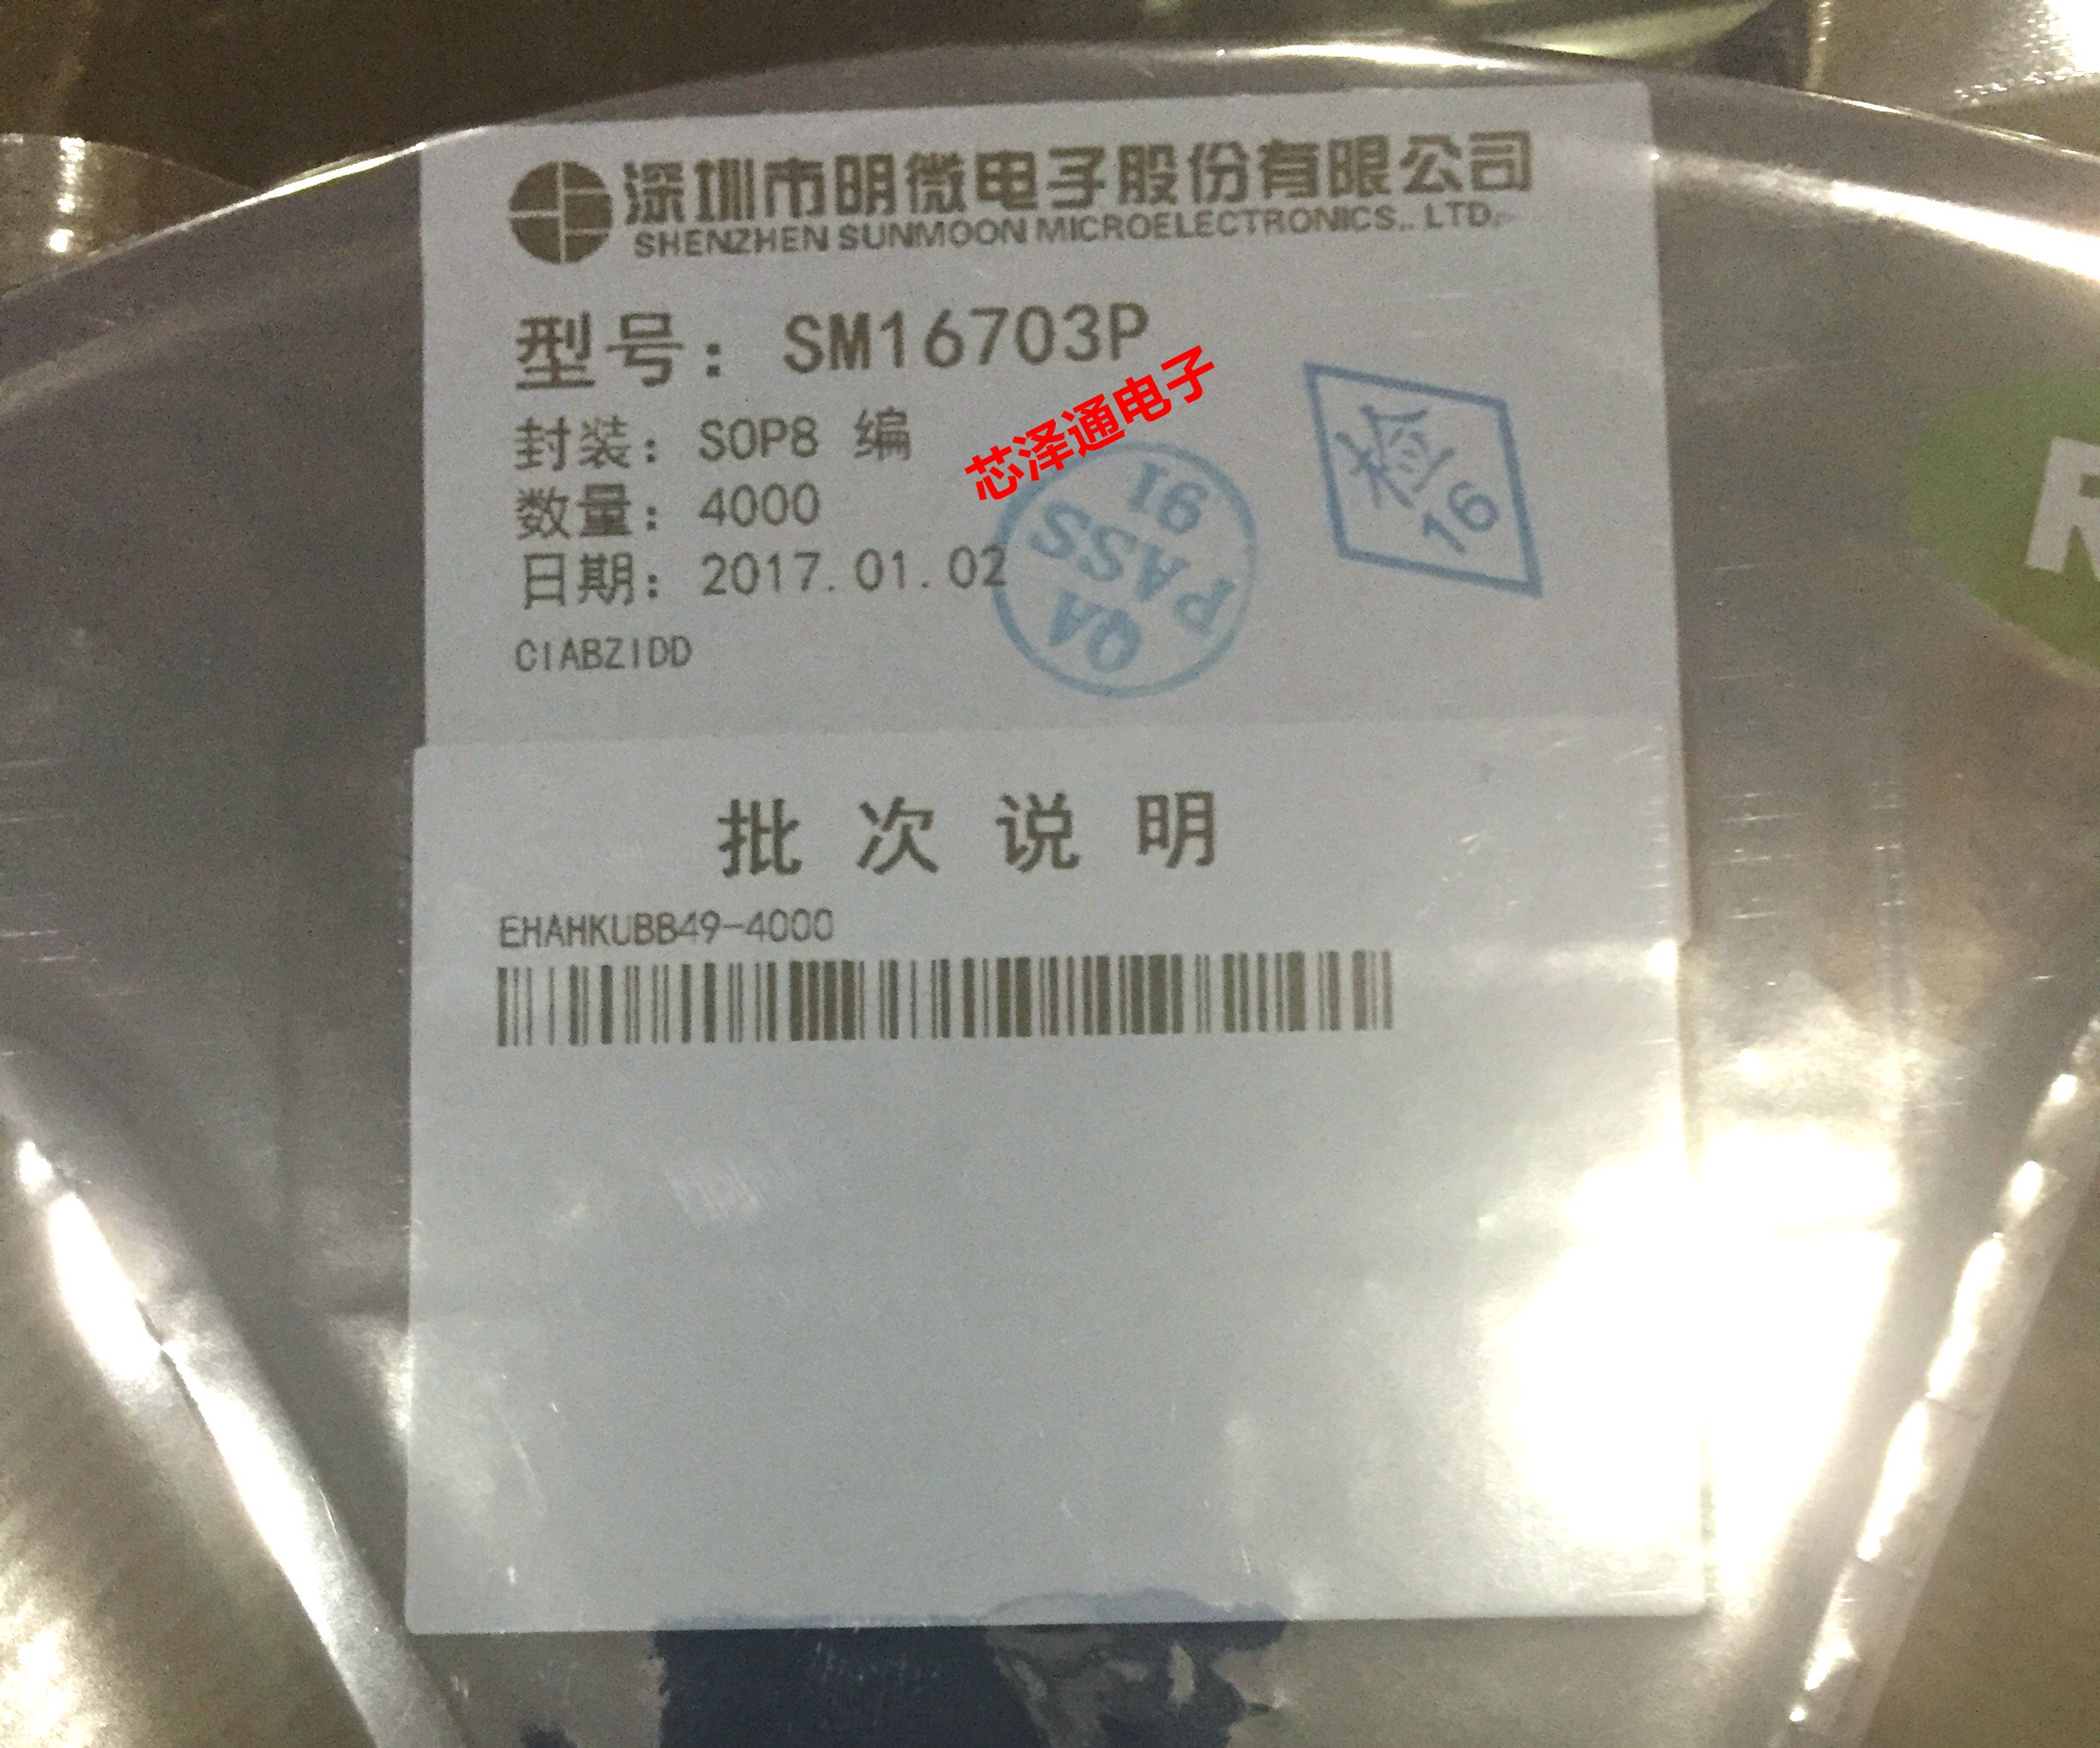 深圳市明微电子股份有限公司
SHENZHEN SUNMOON MICROELECTRONICS., LTD.
型号: SM16703P
芯泽通电子
封装: SOP8 编
数量: 4000
日期: 2017.01.02
CIABZIDD
QA
PASS
16
检
16
R
批次说明
EHAHKUBB49-4000